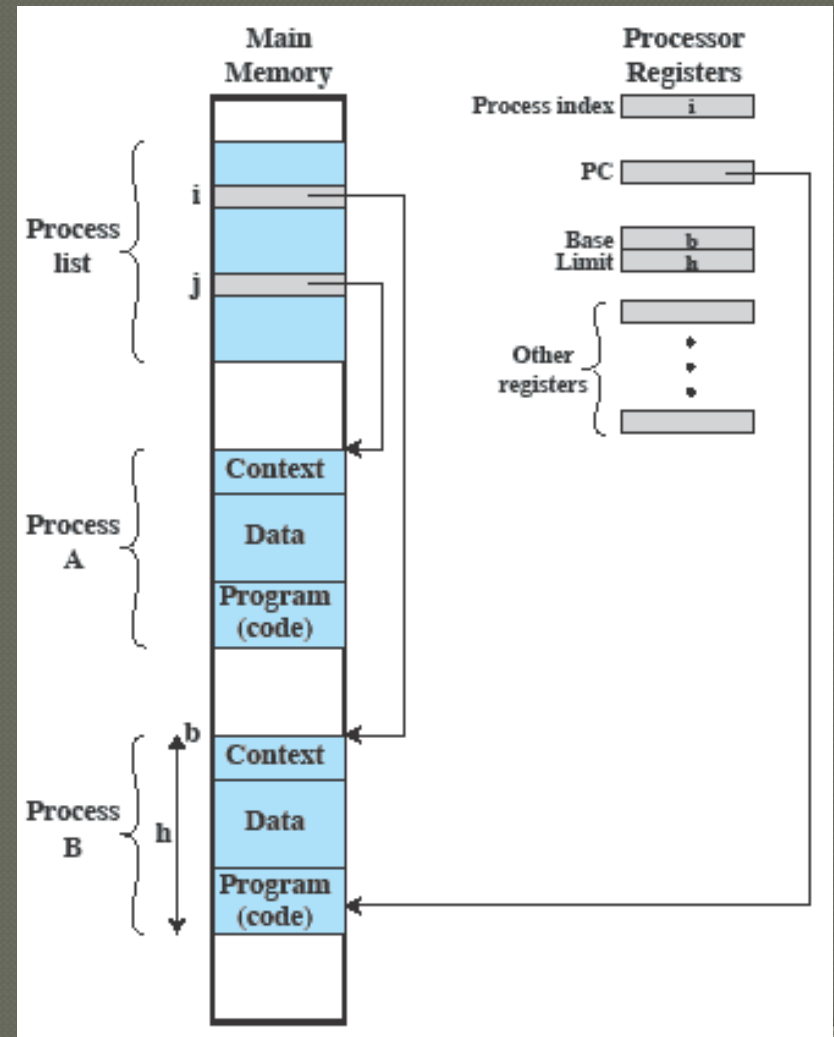 Main
Memory
Processor
Registers
Process index
i
PC
Base
b
Limit
h
Other
registers
Process
list
i
j
Process
A
Context
Data
Program
(code)
Process
B
b
h
Context
Data
Program
(code)